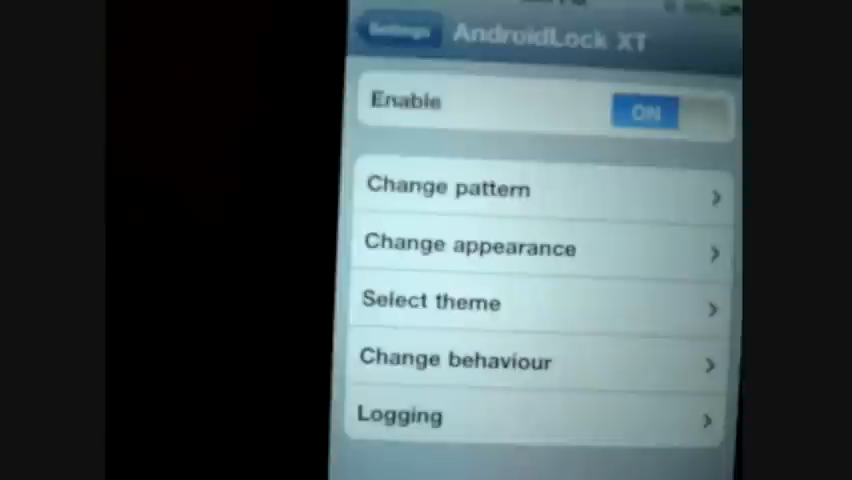 Settings
AndroidLock XT
Enable
ON
Change pattern
Change appearance
Select theme
Change behaviour
Logging